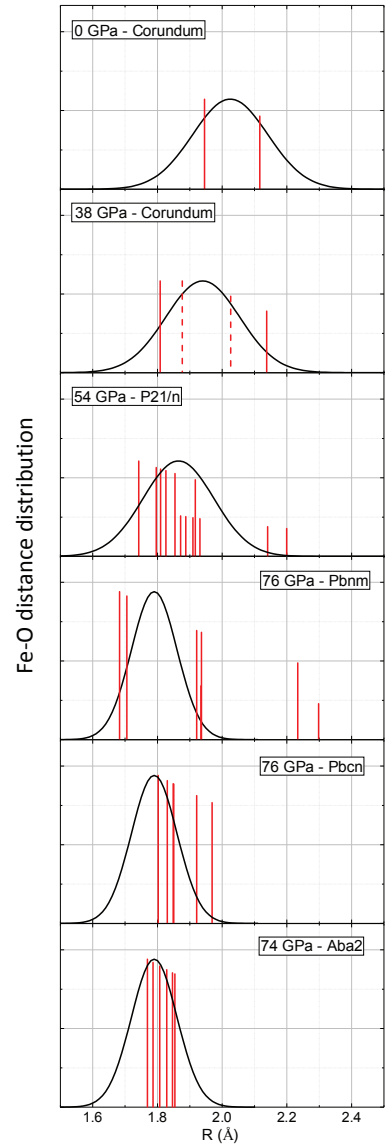 0 GPa - Corundum
38 GPa - Corundum
54 GPa - P21/n
76 GPa - Pbnm
76 GPa - Pbcn
74 GPa - Aba2
Fe-O distance distribution
1.6 1.8 2.0 2.2 2.4
R (Å)